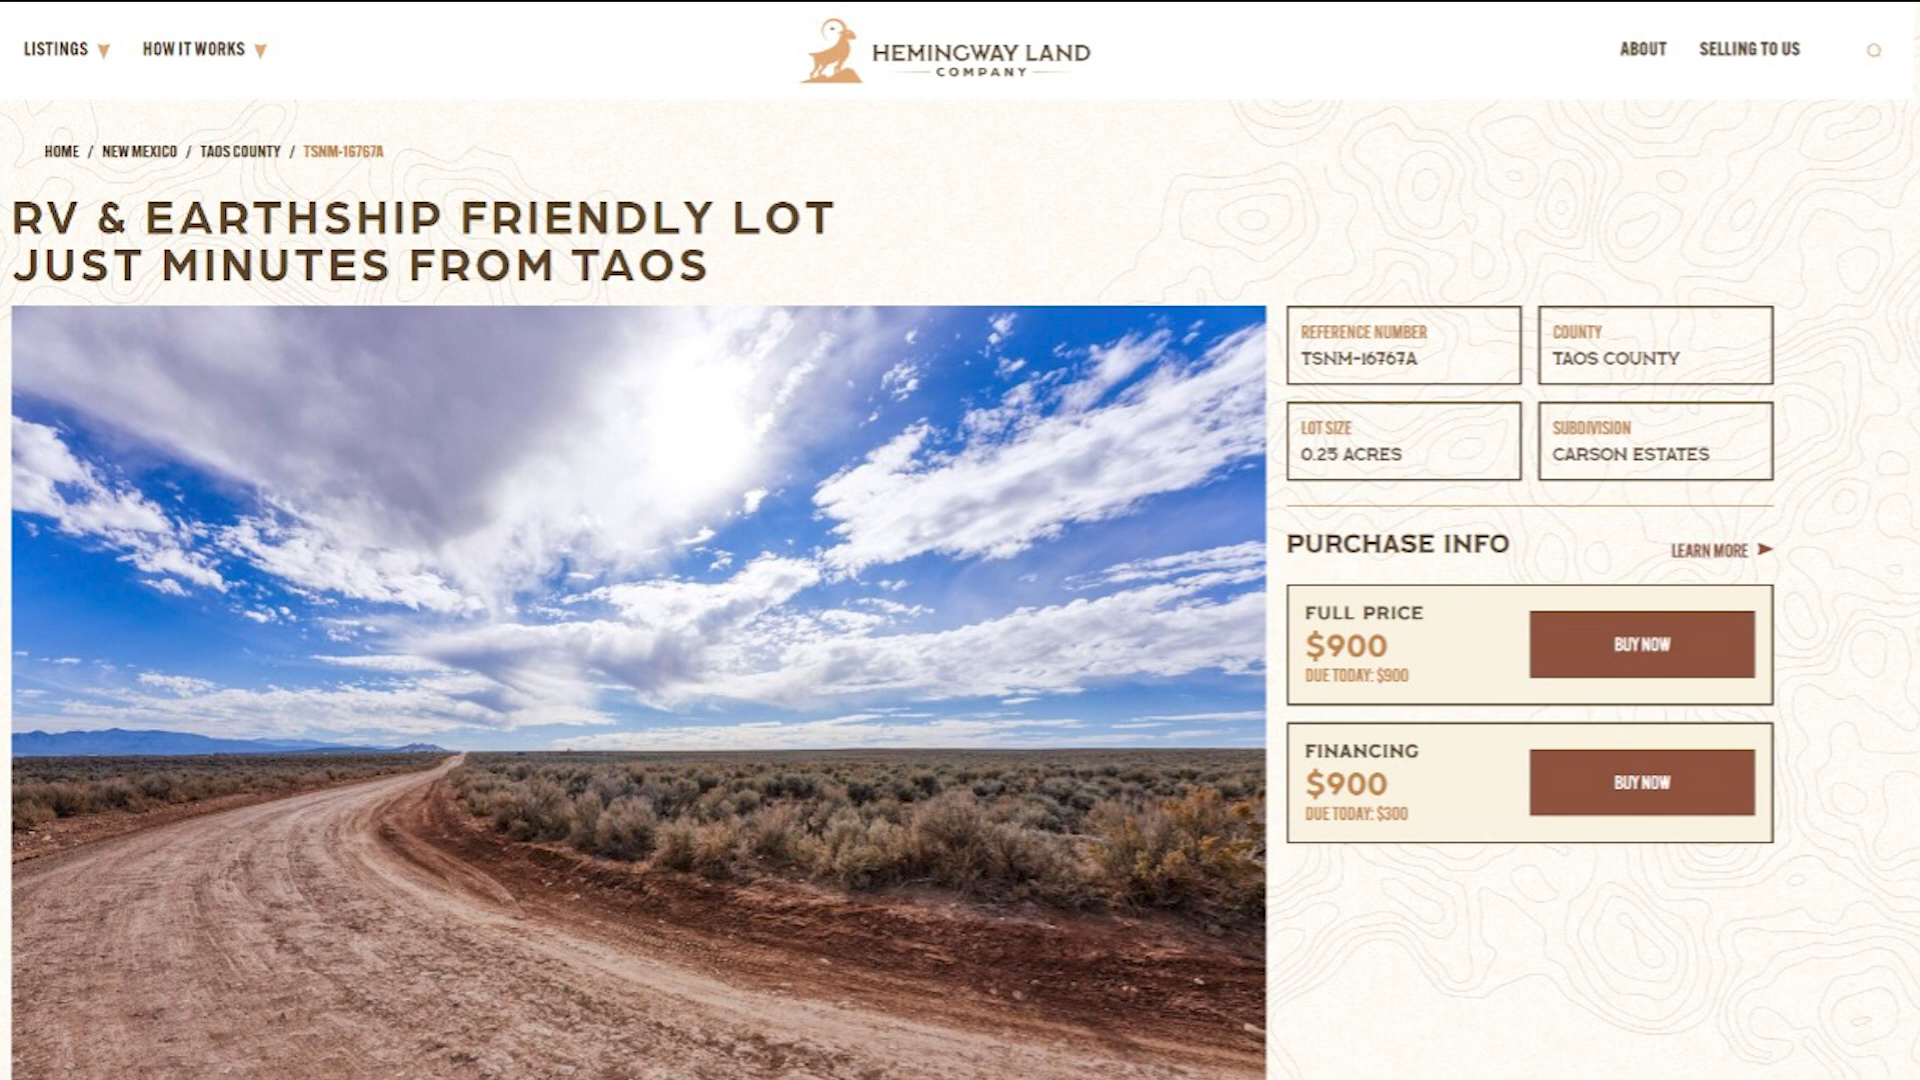 LISTINGS
HOW IT WORKS
HEMINGWAY LAND
COMPANY
ABOUT
SELLING TO US
HOME / NEW MEXICO / TAOS COUNTY / TSNM-16767A
RV & EARTHSHIP FRIENDLY LOT
JUST MINUTES FROM TAOS
REFERENCE NUMBER
TSNM-16767A
COUNTY
TAOS COUNTY
LOT SIZE
0.25 ACRES
SUBDIVISION
CARSON ESTATES
PURCHASE INFO
LEARN MORE
FULL PRICE
$900
DUE TODAY: $900
BUY NOW
FINANCING
$900
DUE TODAY: $300
BUY NOW